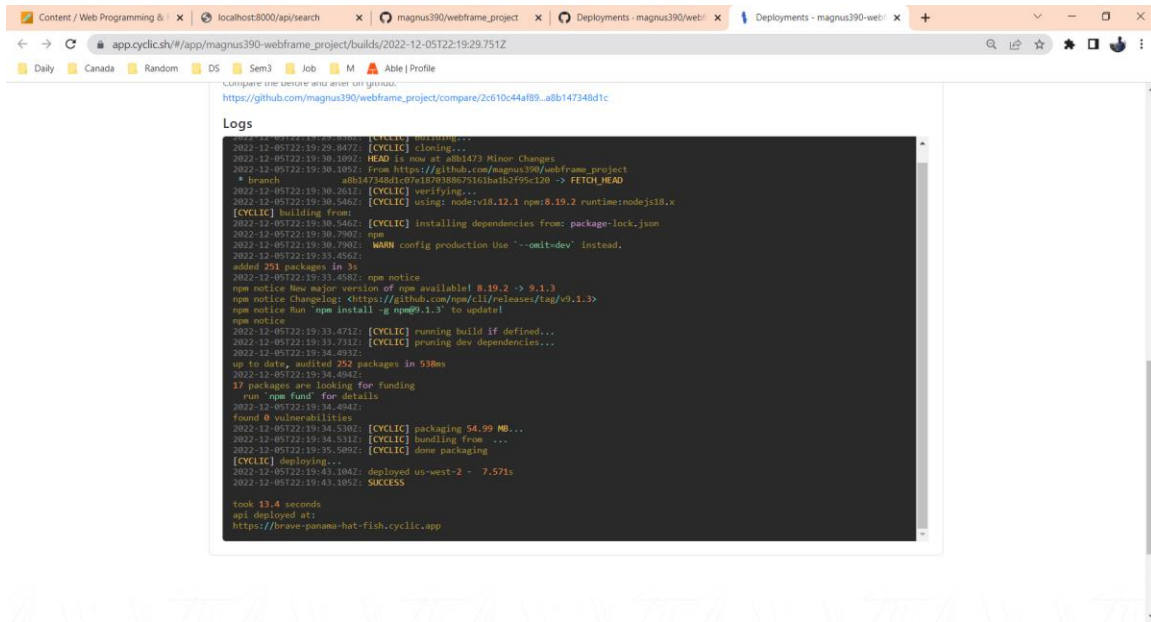 Content / Web Programming &
localhost:8000/api/search
magnus390/webframe_project
Deployments - magnus390/webf
Deployments - magnus390-web
app.cyclic.sh/#/app/magnus390-webframe_project/builds/2022-12-05T22:19:29.751Z
Daily Canada Random DS Sem3 Job M Able | Profile
Compare the before and after on github:
https://github.com/magnus390/webframe_project/compare/2c610c44af89...a8b147348d1c
Logs
2022-12-05T22:19:29.838Z: [CYCLIC] building...
2022-12-05T22:19:29.847Z: [CYCLIC] cloning...
2022-12-05T22:19:30.109Z: HEAD is now at a8b1473 Minor Changes
2022-12-05T22:19:30.105Z: From https://github.com/magnus390/webframe_project
* branch a8b147348d1c07e1870388675161ba1b2f95c120 -> FETCH_HEAD
2022-12-05T22:19:30.261Z: [CYCLIC] verifying...
2022-12-05T22:19:30.546Z: [CYCLIC] using: node:v18.12.1 npm:8.19.2 runtime:nodejs18.x
[CYCLIC] building from:
2022-12-05T22:19:30.546Z: [CYCLIC] installing dependencies from: package-lock.json
2022-12-05T22:19:30.790Z: npm
2022-12-05T22:19:30.790Z: WARN config production Use `--omit=dev` instead.
2022-12-05T22:19:33.456Z:
added 251 packages in 3s
2022-12-05T22:19:33.458Z: npm notice
npm notice New major version of npm available! 8.19.2 -> 9.1.3
npm notice Changelog: <https://github.com/npm/cli/releases/tag/v9.1.3>
npm notice Run `npm install -g npm@9.1.3` to update!
npm notice
2022-12-05T22:19:33.471Z: [CYCLIC] running build if defined...
2022-12-05T22:19:33.731Z: [CYCLIC] pruning dev dependencies...
2022-12-05T22:19:34.493Z:
up to date, audited 252 packages in 538ms
2022-12-05T22:19:34.494Z:
17 packages are looking for funding
run `npm fund` for details
2022-12-05T22:19:34.494Z:
found 0 vulnerabilities
2022-12-05T22:19:34.530Z: [CYCLIC] packaging 54.99 MB...
2022-12-05T22:19:34.531Z: [CYCLIC] bundling from ...
2022-12-05T22:19:35.509Z: [CYCLIC] done packaging
[CYCLIC] deploying...
2022-12-05T22:19:43.104Z: deployed us-west-2 - 7.571s
2022-12-05T22:19:43.105Z: SUCCESS
took 13.4 seconds
api deployed at:
https://brave-panama-hat-fish.cyclic.app